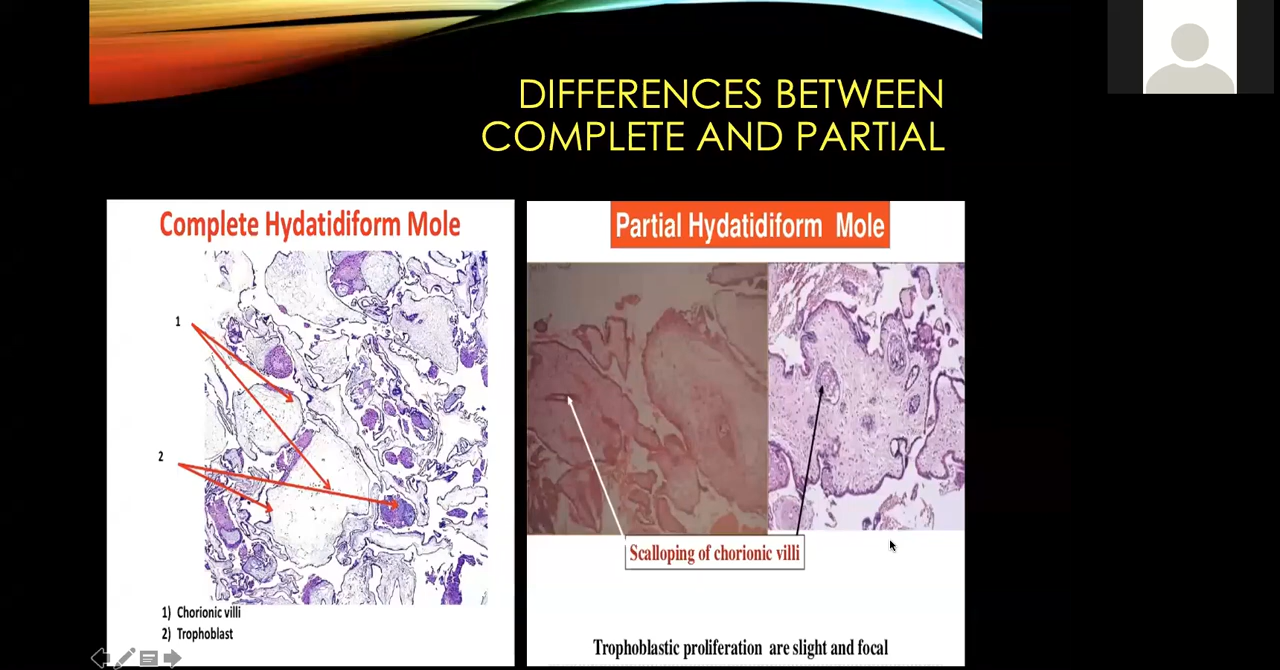 DIFFERENCES BETWEEN
COMPLETE AND PARTIAL
Complete Hydatidiform Mole
1
2
1) Chorionic villi
2) Trophoblast
Partial Hydatidiform Mole
Scalloping of chorionic villi
Trophoblastic proliferation are slight and focal